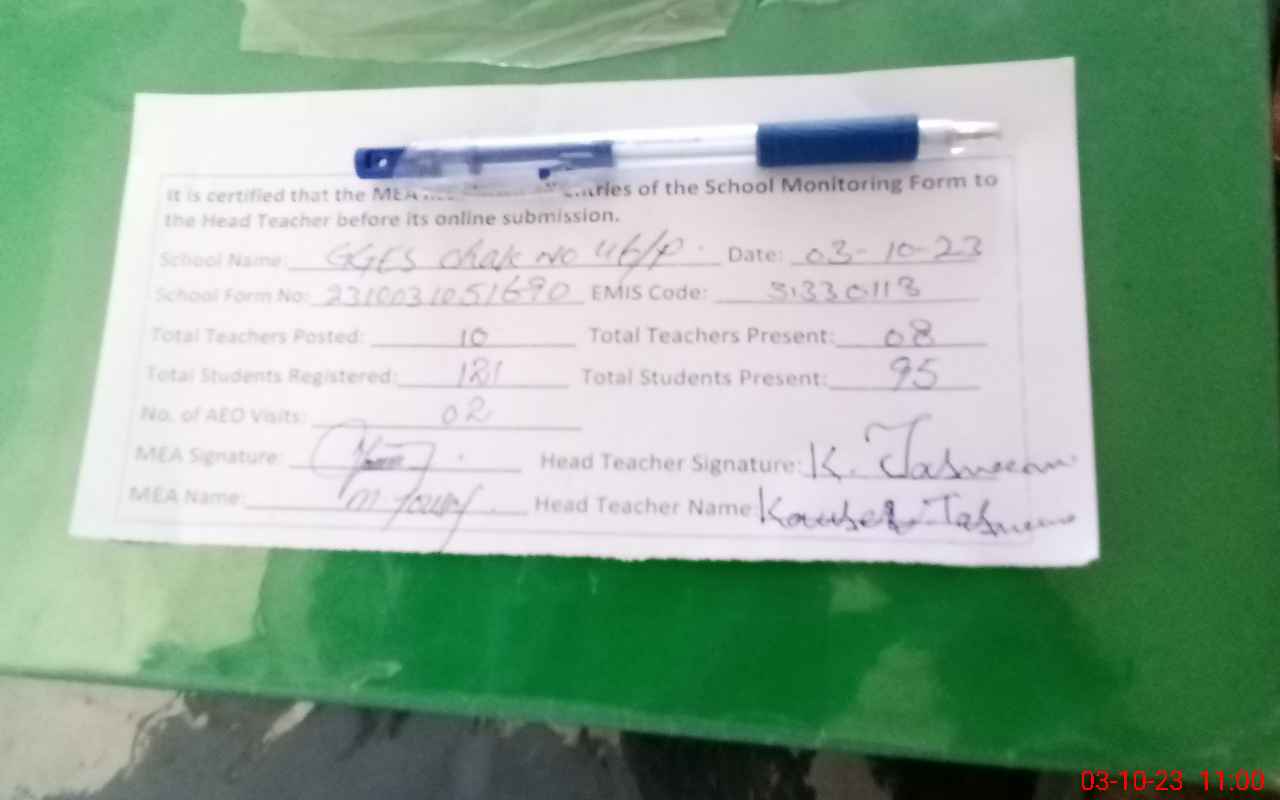 It is certified that the MEA entries of the School Monitoring Form to
the Head Teacher before its online submission.
School Name: GGES Chak No 46/P. Date: 03-10-23
School Form No: 2310031051690 EMIS Code: 31330113
Total Teachers Posted: 10 Total Teachers Present: 08
Total Students Registered: 121 Total Students Present: 95
No. of AEO Visits: 02
MEA Signature: Head Teacher Signature: K. Tasneem
MEA Name: M. Yousaf Head Teacher Name: Kauser Tasneem
03-10-23 11:00